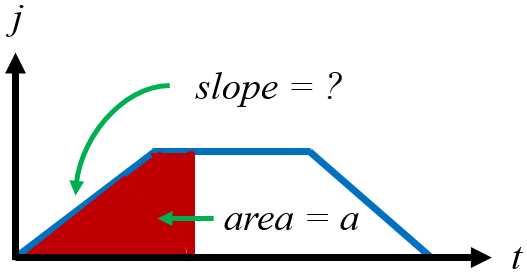 j
slope = ?
area = a
t